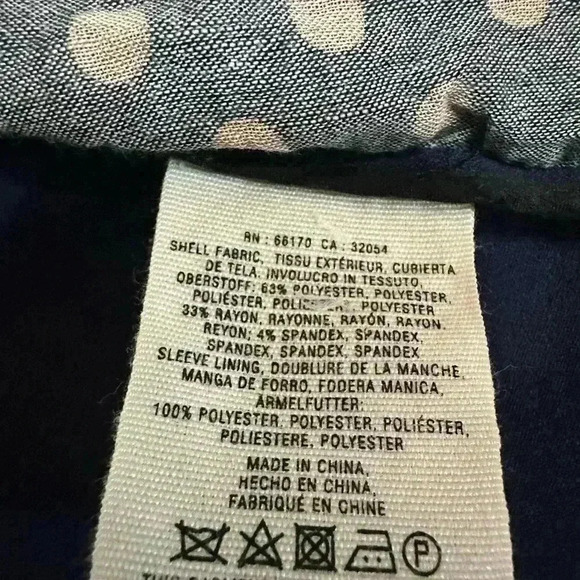 RN : 66170 CA : 32054
SHELL FABRIC, TISSU EXTÉRIEUR, CUBIERTA
DE TELA, INVOLUCRO IN TESSUTO,
OBERSTOFF: 63% POLYESTER, POLYESTER,
POLIÉSTER, POLIESTERE, POLYESTER
33% RAYON, RAYONNE, RAYÓN, RAYON,
REYON; 4% SPANDEX, SPANDEX,
SPANDEX, SPANDEX, SPANDEX
SLEEVE LINING, DOUBLURE DE LA MANCHE,
MANGA DE FORRO, FODERA MANICA,
ARMELFUTTER:
100% POLYESTER, POLYESTER, POLIÉSTER,
POLIESTERE, POLYESTER
MADE IN CHINA,
HECHO EN CHINA,
FABRIQUÉ EN CHINE
P